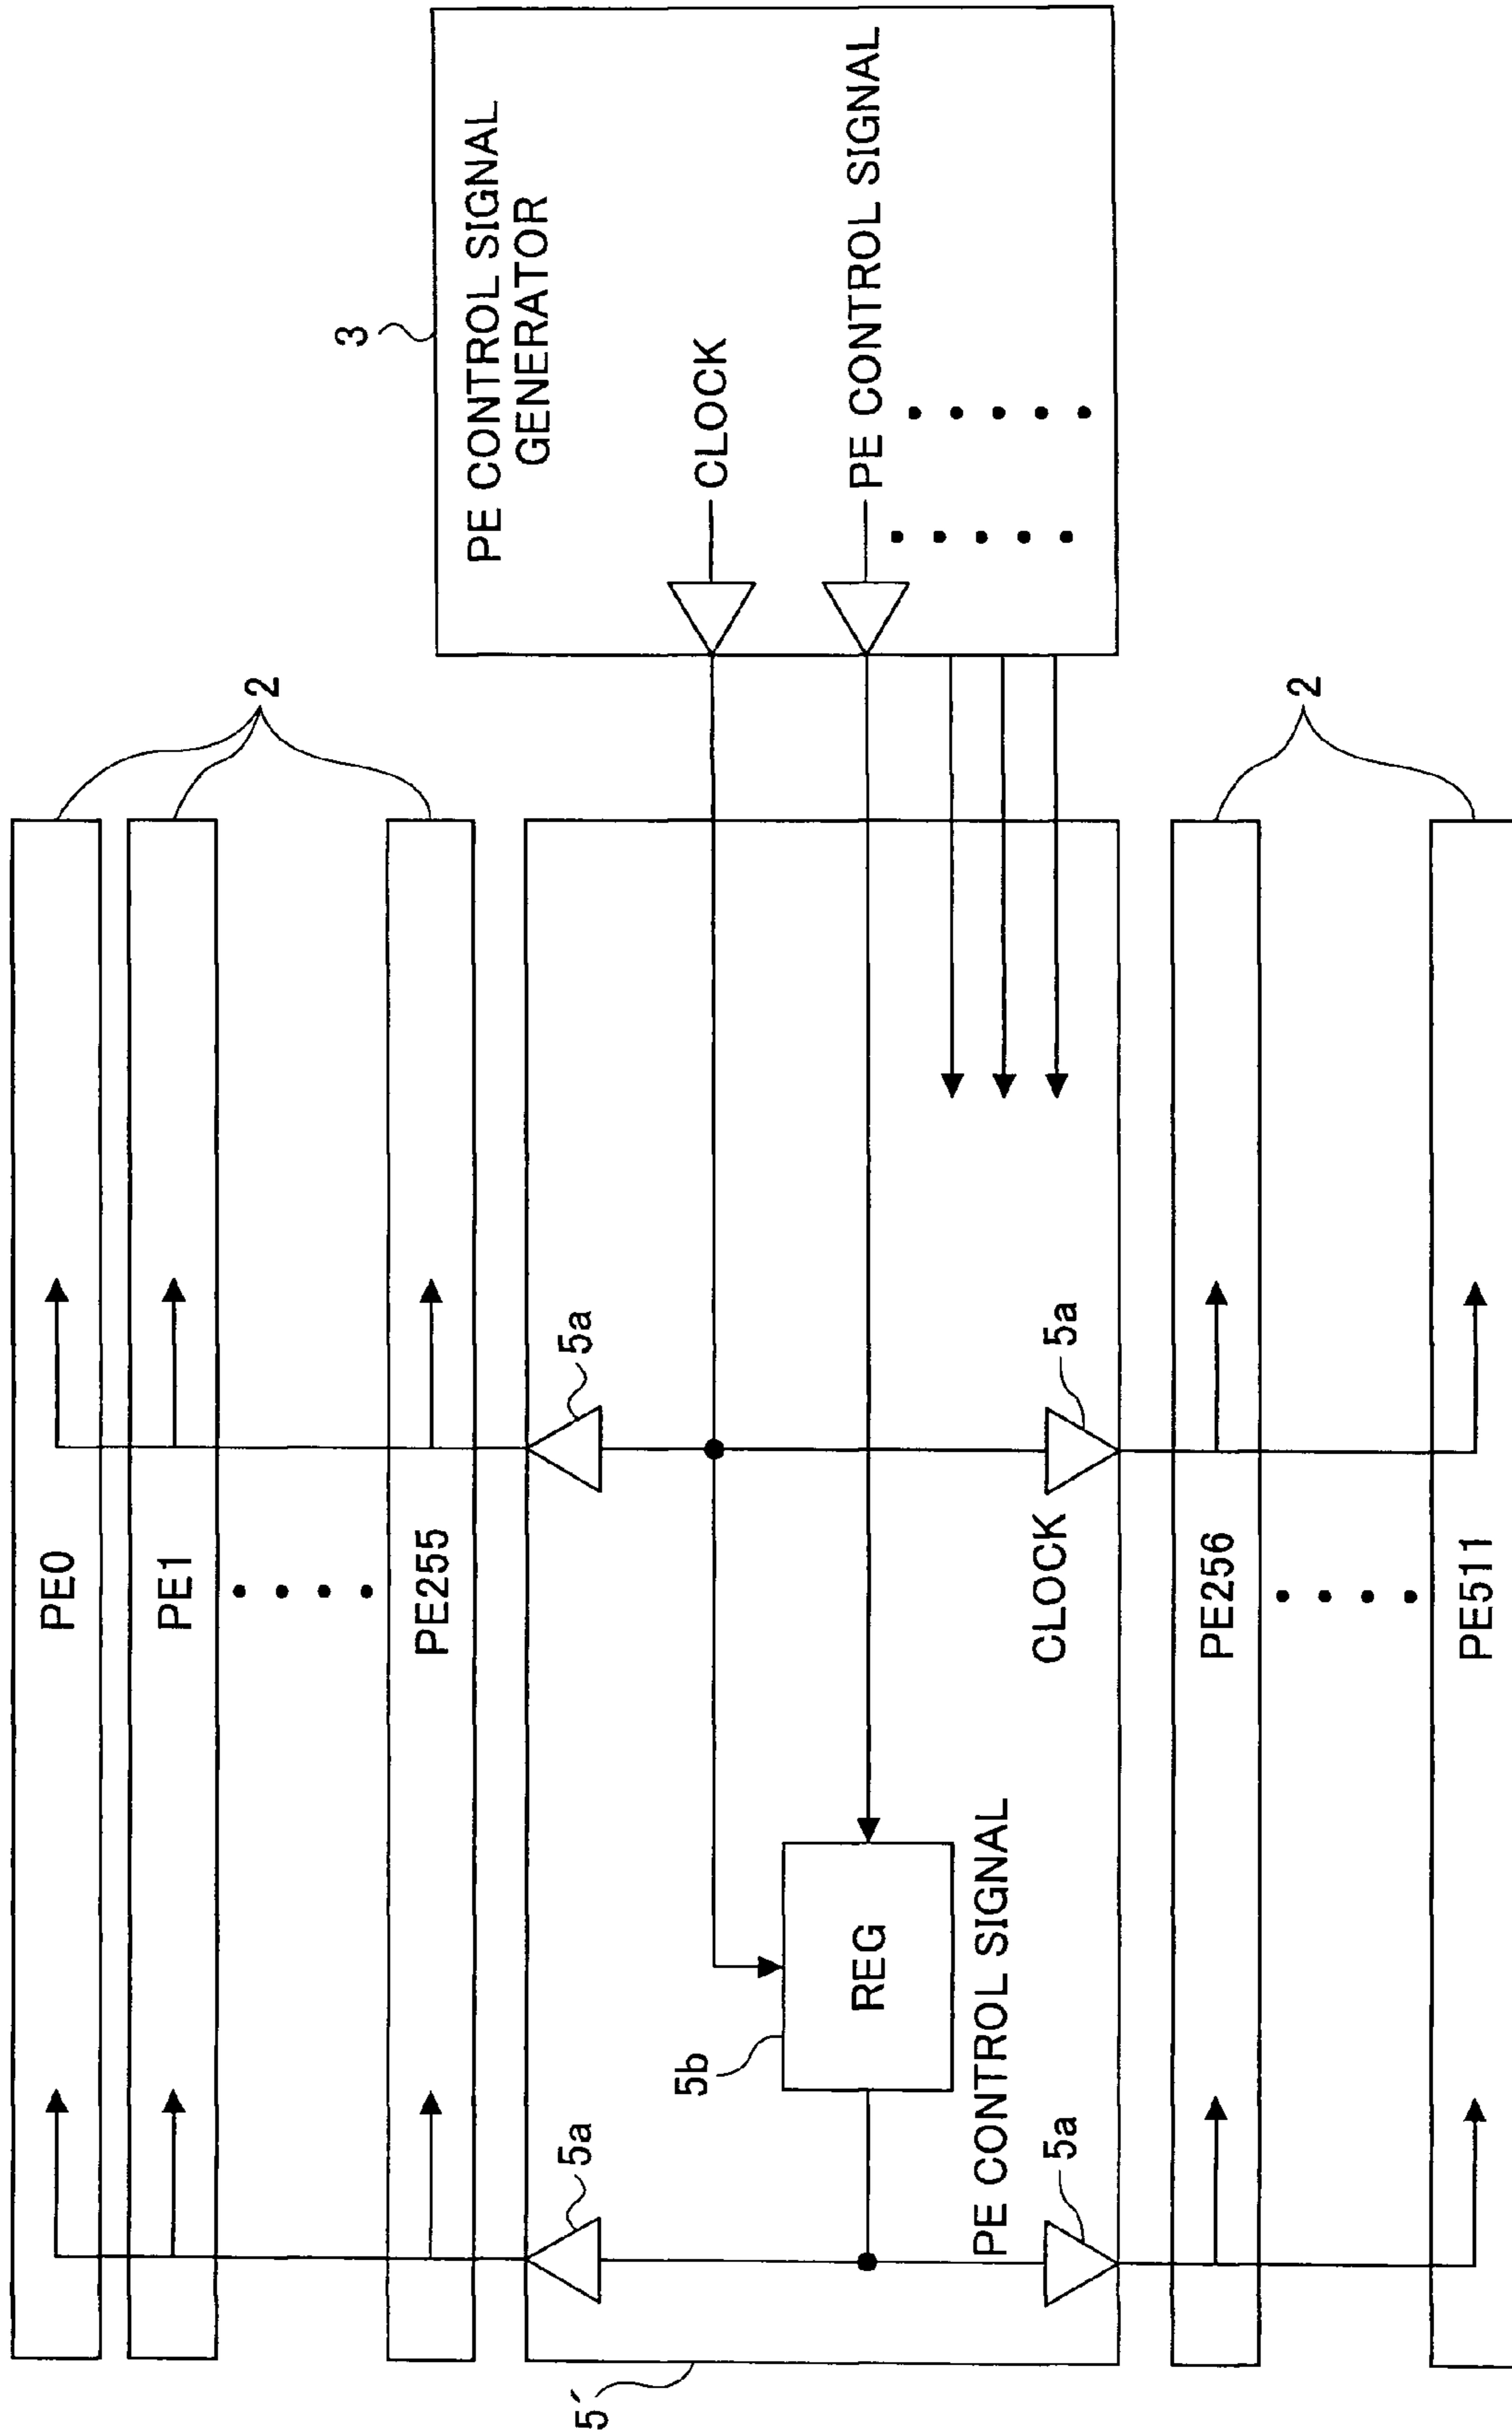 3
PE CONTROL SIGNAL
GENERATOR
CLOCK
PE CONTROL SIGNAL
2
2
PE0
PE1
PE255
5a
5a
CLOCK
PE256
PE511
REG
5b
PE CONTROL SIGNAL
5a
5a
5´